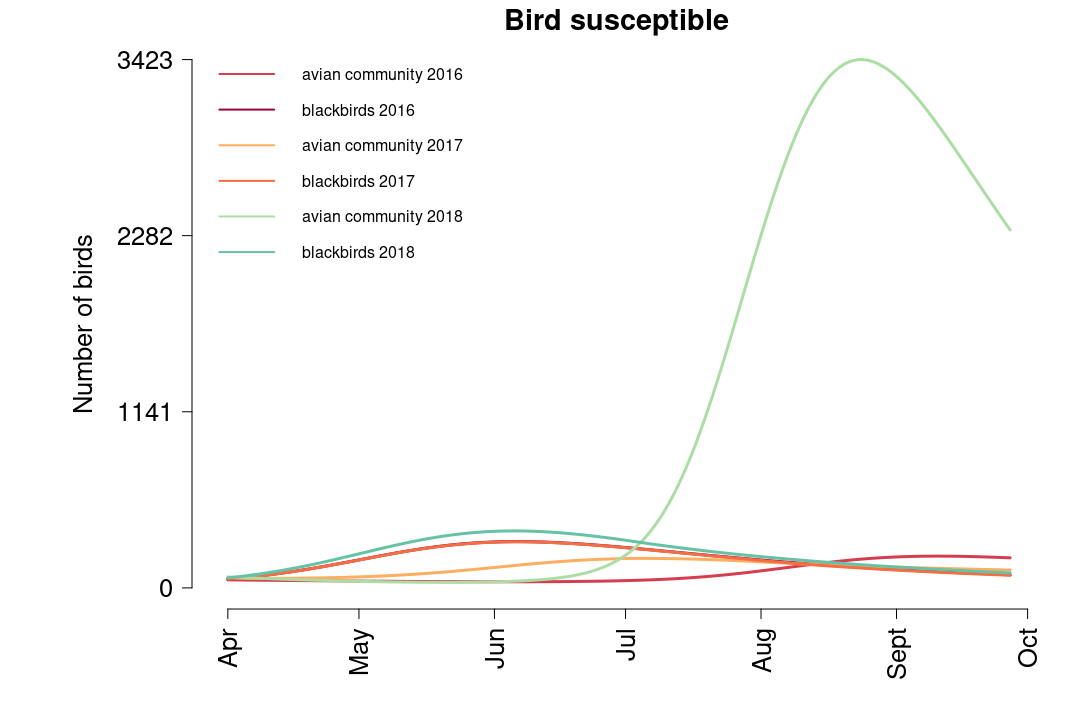 Bird susceptible
3423
2282
1141
0
Number of birds
avian community 2016
blackbirds 2016
avian community 2017
blackbirds 2017
avian community 2018
blackbirds 2018
Apr
May
Jun
Jul
Aug
Sept
Oct